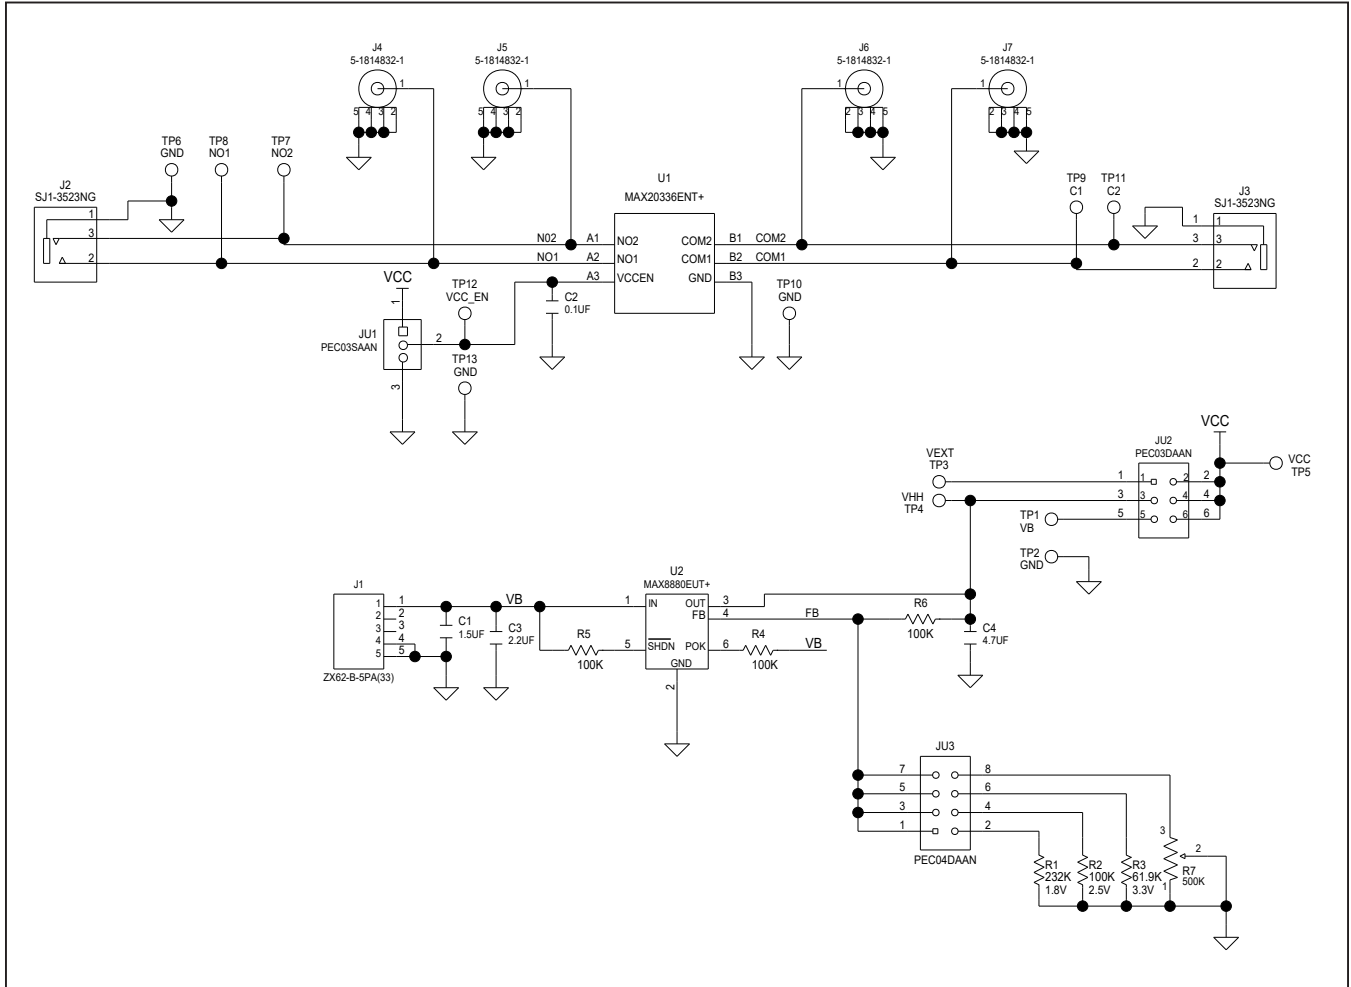 J4
5-1814832-1
J5
5-1814832-1
J6
5-1814832-1
J7
5-1814832-1
1
1
1
1
5 4 3 2
5 4 3 2
2 3 4 5
2 3 4 5
TP6
GND
TP8
NO1
TP7
NO2
J2
SJ1-3523NG
1
3
2
U1
MAX20336ENT+
N02 A1 NO2
NO1 A2 NO1
A3 VCCEN
COM2 B1 COM2
COM1 B2 COM1
GND B3
TP9
C1
TP11
C2
J3
SJ1-3523NG
1 1
3 3
2 2
VCC
1
JU1
PEC03SAAN
2
3
TP12
VCC_EN
TP13
GND
C2
0.1UF
TP10
GND
VCC
JU2
PEC03DAAN
VCC
TP5
VEXT
TP3
VHH
TP4
TP1
VB
TP2
GND
1 1 2 2
3 3 4 4
5 5 6 6
J1
1 1
2 2
3 3
4 4
5 5
ZX62-B-5PA(33)
VB
C1
1.5UF
C3
2.2UF
R5
100K
U2
MAX8880EUT+
1 IN OUT 3
FB 4
5 SHDN POK 6
GND
2
R4
100K
VB
FB
R6
100K
C4
4.7UF
JU3
7 8
5 6
3 4
1 2
PEC04DAAN
R1
232K
1.8V
R2
100K
2.5V
R3
61.9K
3.3V
3
2
1
R7
500K